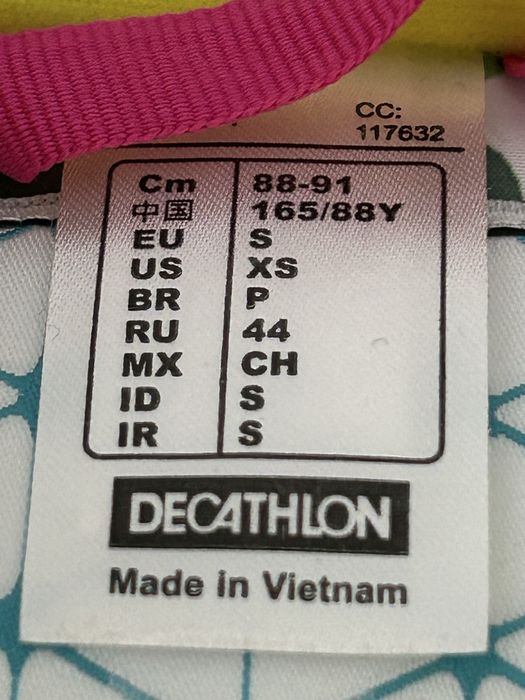 CC:
117632
Cm 88-91
中国 165/88Y
EU S
US XS
BR P
RU 44
MX CH
ID S
IR S
DECATHLON
Made in Vietnam